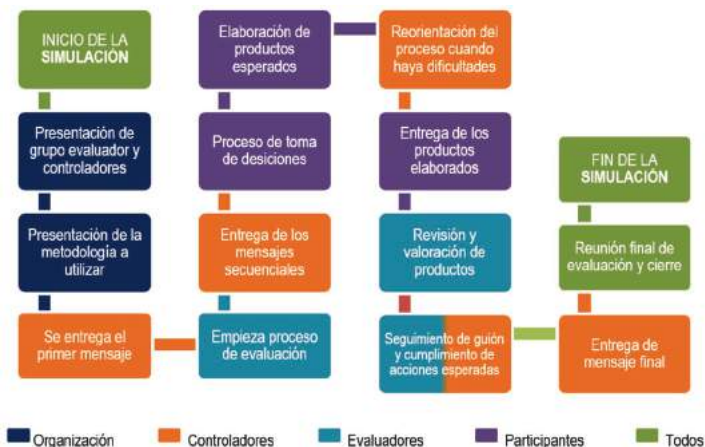 INICIO DE LA
SIMULACIÓN
Presentación de
grupo evaluador y
controladores
Presentación de la
metodología a
utilizar
Se entrega el
primer mensaje
Empieza proceso
de evaluación
Entrega de los
mensajes
secuenciales
Proceso de toma
de desiciones
Elaboración de
productos
esperados
Reorientación del
proceso cuando
haya dificultades
Entrega de los
productos
elaborados
Revisión y
valoración de
productos
Seguimiento de guión
y cumplimiento de
acciones esperadas
Entrega de
mensaje final
Reunión final de
evaluación y cierre
FIN DE LA
SIMULACIÓN
Organización
Controladores
Evaluadores
Participantes
Todos